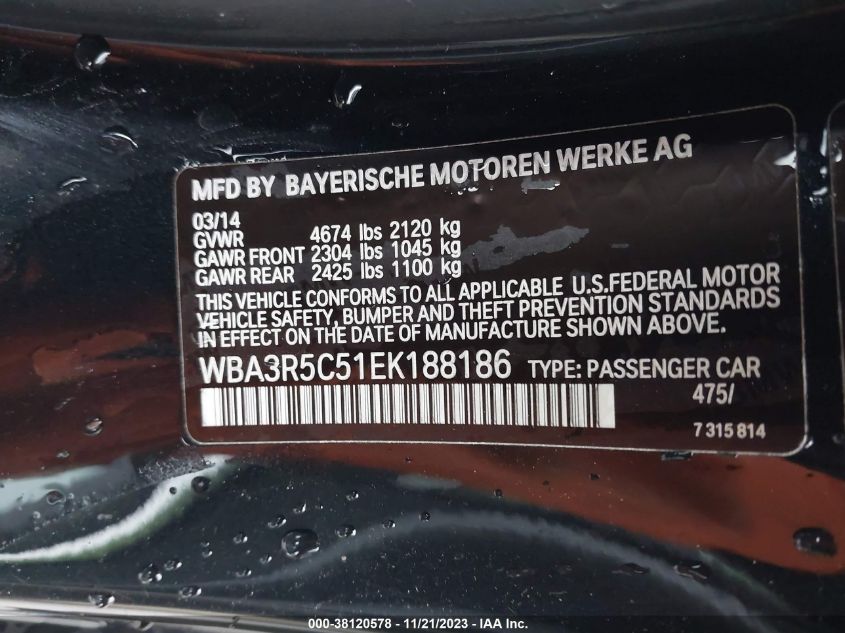 MFD BY BAYERISCHE MOTOREN WERKE AG
03/14
GVWR 4674 lbs 2120 kg
GAWR FRONT 2304 lbs 1045 kg
GAWR REAR 2425 lbs 1100 kg
THIS VEHICLE CONFORMS TO ALL APPLICABLE U.S.FEDERAL MOTOR
VEHICLE SAFETY, BUMPER AND THEFT PREVENTION STANDARDS
IN EFFECT ON THE DATE OF MANUFACTURE SHOWN ABOVE.
WBA3R5C51EK188186 TYPE: PASSENGER CAR
475/
7 315 814
000-38120578 - 11/21/2023 - IAA Inc.